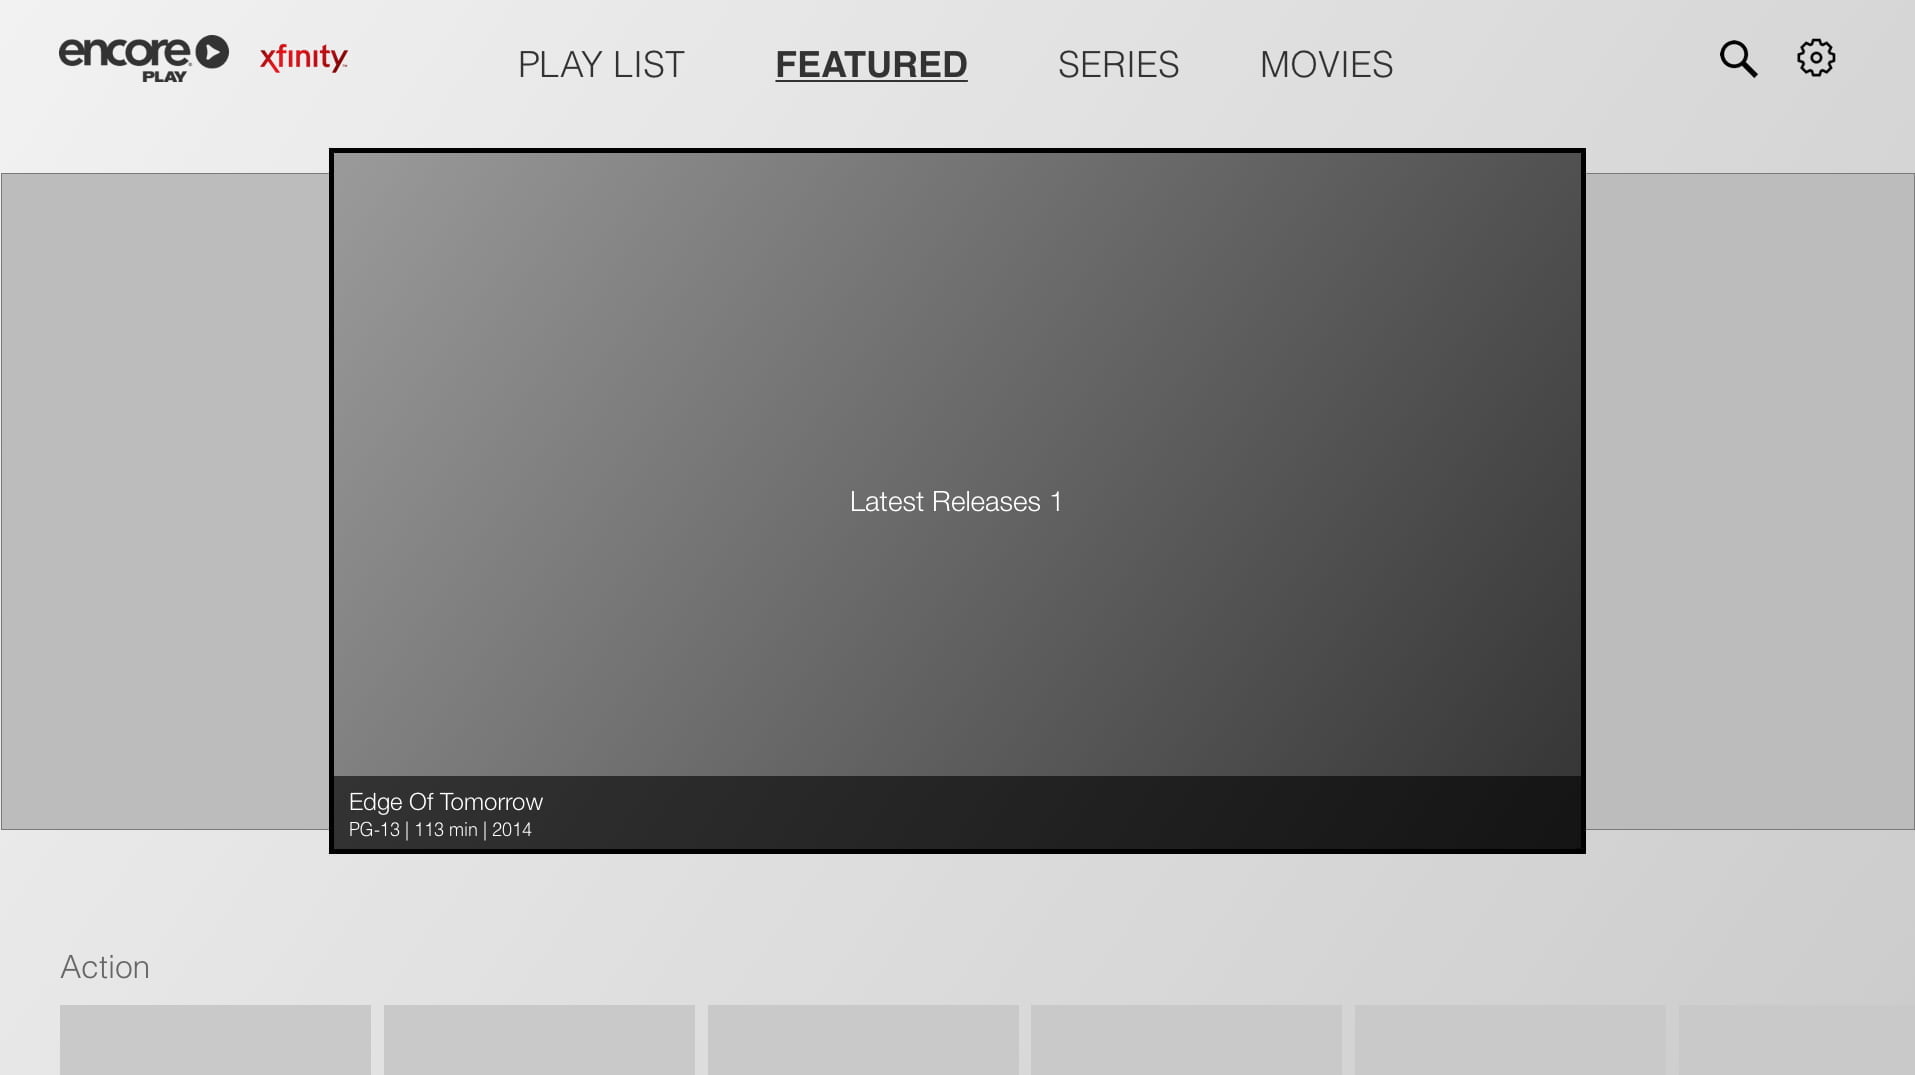 encore PLAY
xfinity
PLAY LIST
FEATURED
SERIES
MOVIES
Latest Releases 1
Edge Of Tomorrow
PG-13 | 113 min | 2014
Action